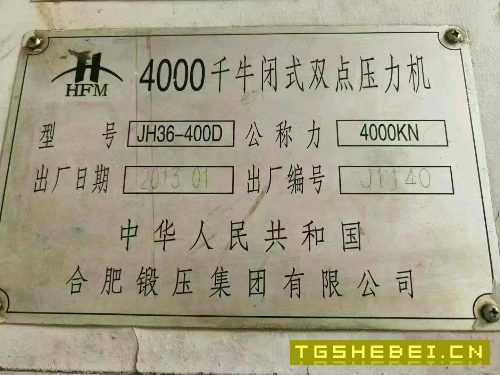 HFM
4000千牛闭式双点压力机
型 号 JH36-400D 公称力 4000KN
出厂日期 2013 01 出厂编号 J1140
中华人民共和国
合肥锻压集团有限公司
TGSHEBEI.CN